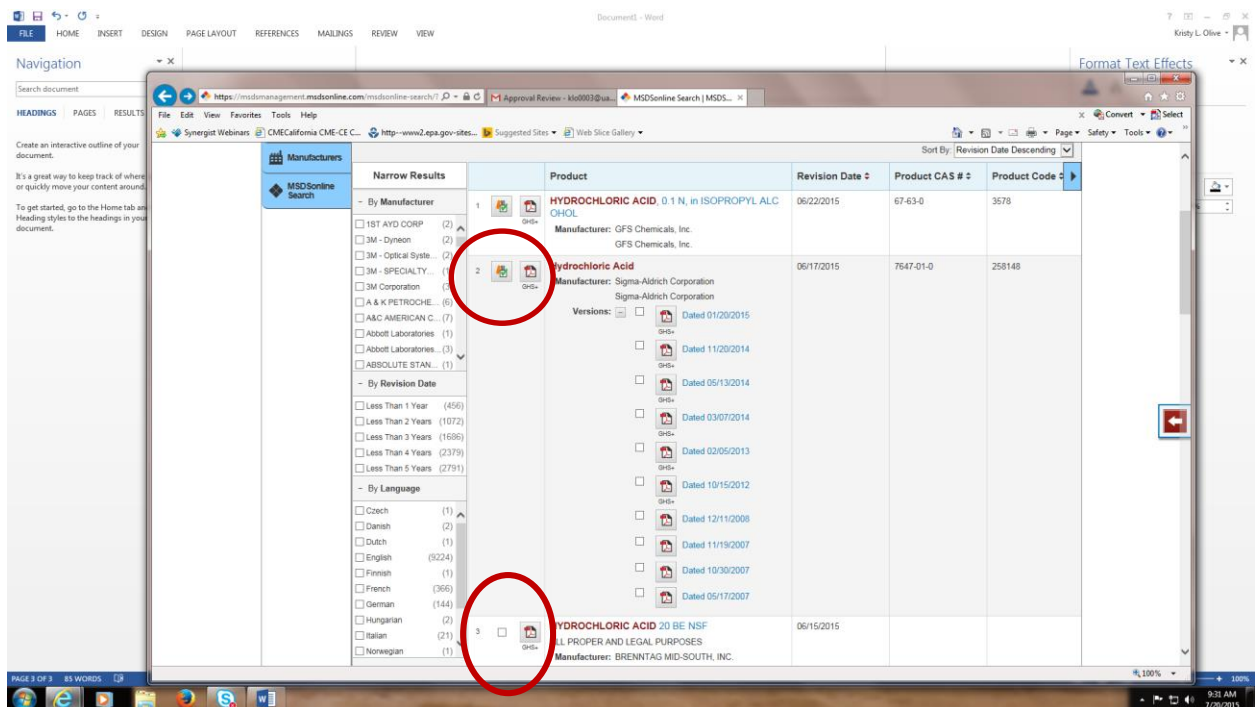 Document1 - Word
FILE HOME INSERT DESIGN PAGE LAYOUT REFERENCES MAILINGS REVIEW VIEW
Kristy L. Olive
Navigation
Format Text Effects
Search document
HEADINGS PAGES RESULTS
Create an interactive outline of your
document.
It's a great way to keep track of where
or quickly move your content around.
To get started, go to the Home tab an
Heading styles to the headings in your
document.
https://msdsmanagement.msdsonline.com/msdsonline-search/?
Approval Review - klo0003@ua...
MSDSonline Search | MSDS...
File Edit View Favorites Tools Help
Convert Select
Synergist Webinars CMECalifornia CME-CE C... http--www2.epa.gov-sites... Suggested Sites Web Slice Gallery
Page Safety Tools
Manufacturers
MSDSonline
Search
Sort By: Revision Date Descending
Narrow Results
Product Revision Date Product CAS # Product Code
- By Manufacturer
1ST AYD CORP (2)
3M - Dyneon (2)
3M - Optical Syste... (2)
3M - SPECIALTY...
3M Corporation
A & K PETROCHE... (6)
A&C AMERICAN C... (7)
Abbott Laboratories (1)
Abbott Laboratories... (3)
ABSOLUTE STAN... (1)
- By Revision Date
Less Than 1 Year (456)
Less Than 2 Years (1072)
Less Than 3 Years (1686)
Less Than 4 Years (2379)
Less Than 5 Years (2791)
- By Language
Czech (1)
Danish (2)
Dutch (1)
English (9224)
Finnish (1)
French (366)
German (144)
Hungarian (2)
Italian (21)
Norwegian (1)
1 HYDROCHLORIC ACID, 0.1 N, in ISOPROPYL ALC 06/22/2015 67-63-0 3578
OHOL
GHS+
Manufacturer: GFS Chemicals, Inc.
GFS Chemicals, Inc.
2 Hydrochloric Acid 06/17/2015 7647-01-0 258148
GHS+
Manufacturer: Sigma-Aldrich Corporation
Sigma-Aldrich Corporation
Versions: Dated 01/20/2015
GHS+
Dated 11/20/2014
GHS+
Dated 05/13/2014
GHS+
Dated 03/07/2014
GHS+
Dated 02/05/2013
GHS+
Dated 10/15/2012
GHS+
Dated 12/11/2008
Dated 11/19/2007
Dated 10/30/2007
Dated 05/17/2007
3 HYDROCHLORIC ACID 20 BE NSF 06/15/2015
LL PROPER AND LEGAL PURPOSES
GHS+
Manufacturer: BRENNTAG MID-SOUTH, INC.
100%
PAGE 3 OF 3 85 WORDS
100%
9:31 AM
7/20/2015